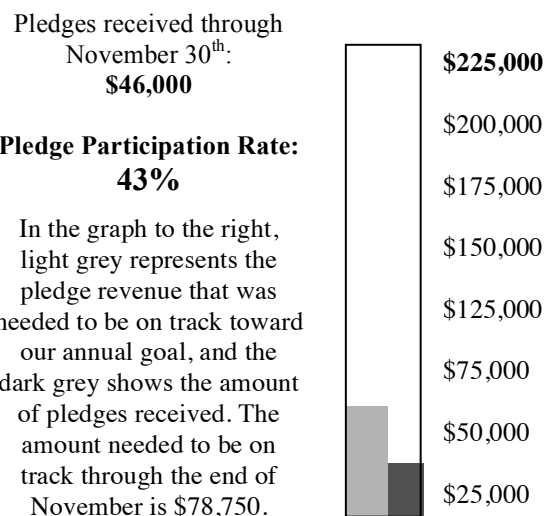 Pledges received through
November 30th:
$46,000
Pledge Participation Rate:
43%
In the graph to the right,
light grey represents the
pledge revenue that was
needed to be on track toward
our annual goal, and the
dark grey shows the amount
of pledges received. The
amount needed to be on
track through the end of
November is $78,750.
$225,000
$200,000
$175,000
$150,000
$125,000
$75,000
$50,000
$25,000